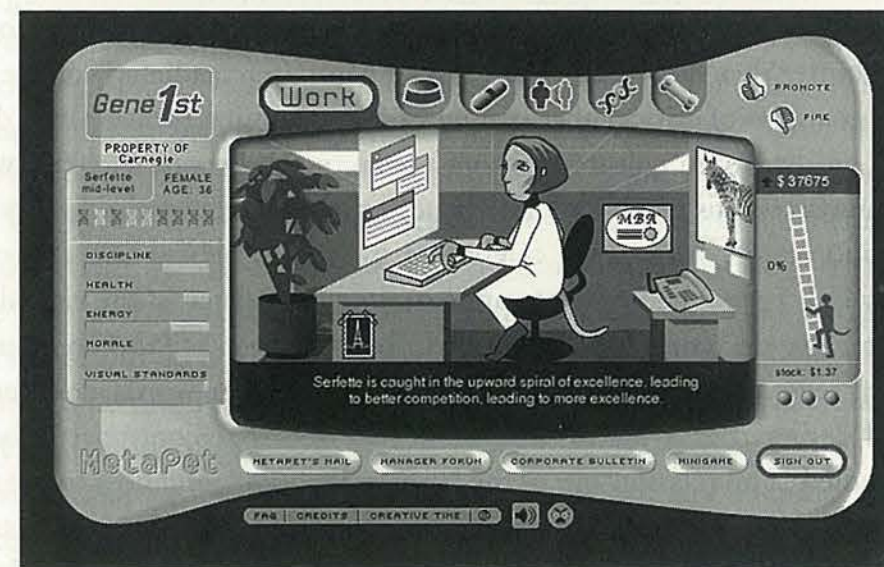 Gene1st
PROPERTY OF
Carnegie
Serfette
mid-level
FEMALE
AGE: 36
DISCIPLINE
HEALTH
ENERGY
MORALE
VISUAL STANDARDS
MetaPet
Work
PROMOTE
FIRE
$37675
0%
stock: $1.37
MBA
Serfette is caught in the upward spiral of excellence, leading
to better competition, leading to more excellence.
METAPET'S MAIL
MANAGER FORUM
CORPORATE BULLETIN
MINIGAME
SIGN OUT
FAQ | CREDITS | CREATIVE TIME |